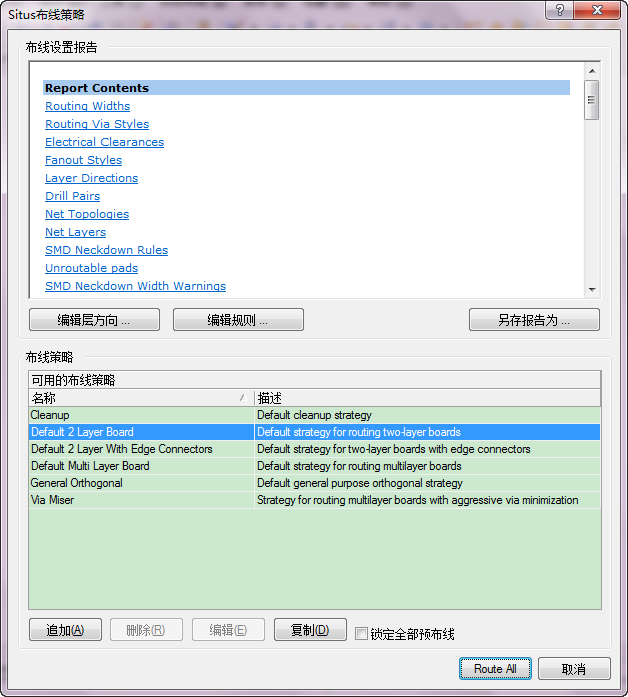 Situs布线策略
?
布线设置报告
Report Contents
Routing Widths
Routing Via Styles
Electrical Clearances
Fanout Styles
Layer Directions
Drill Pairs
Net Topologies
Net Layers
SMD Neckdown Rules
Unroutable pads
SMD Neckdown Width Warnings
编辑层方向 ... 编辑规则 ... 另存报告为 ...
布线策略
可用的布线策略
名称 / 描述
Cleanup Default cleanup strategy
Default 2 Layer Board Default strategy for routing two-layer boards
Default 2 Layer With Edge Connectors Default strategy for two-layer boards with edge connectors
Default Multi Layer Board Default strategy for routing multilayer boards
General Orthogonal Default general purpose orthogonal strategy
Via Miser Strategy for routing multilayer boards with aggressive via minimization
追加(A) 删除(R) 编辑(E) 复制(D) 锁定全部预布线
Route All 取消